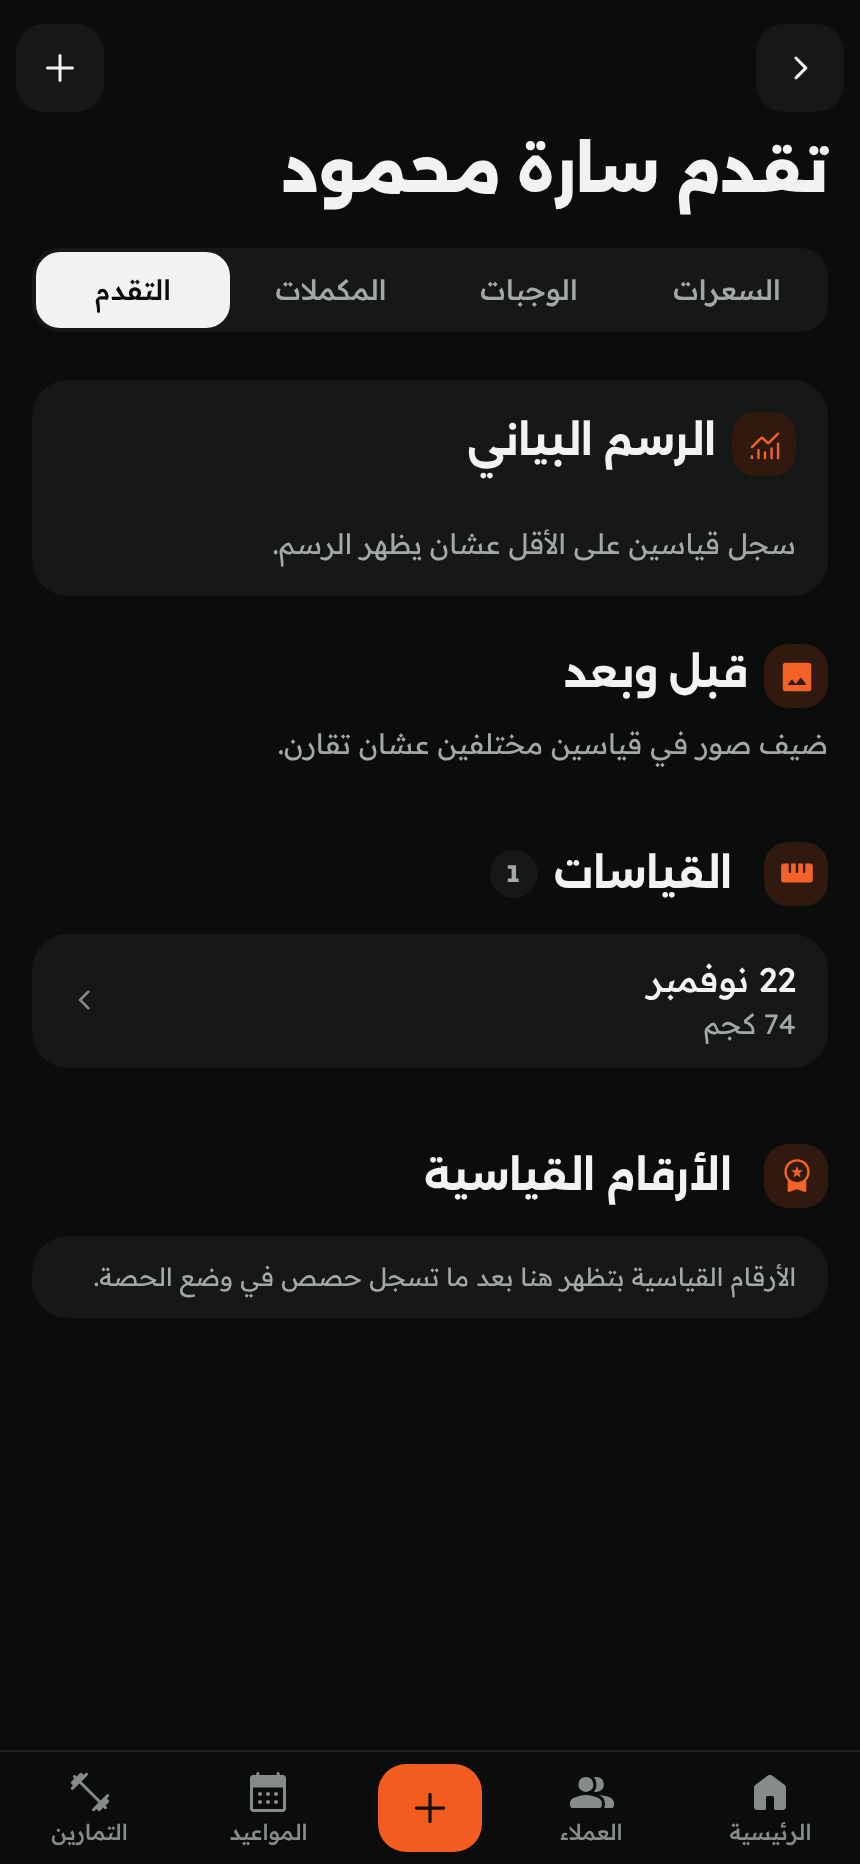 تقدم سارة محمود
السعرات
الوجبات
المكملات
التقدم
الرسم البياني
سجل قياسين على الأقل عشان يظهر الرسم.
قبل وبعد
ضيف صور في قياسين مختلفين عشان تقارن.
القياسات 1
22 نوفمبر
74 كجم
الأرقام القياسية
الأرقام القياسية بتظهر هنا بعد ما تسجل حصص في وضع الحصة.
الرئيسية
العملاء
المواعيد
التمارين